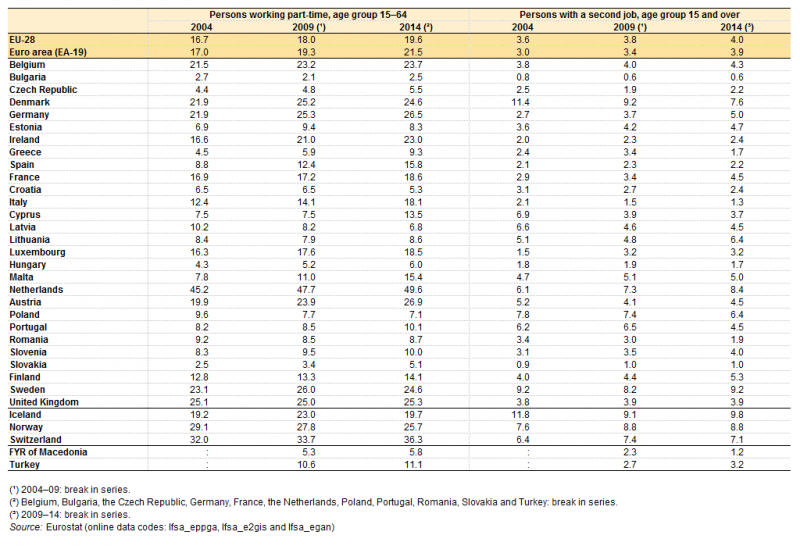 Persons working part-time, age group 15–64 Persons with a second job, age group 15 and over
2004 2009 (¹) 2014 (²) 2004 2009 (¹) 2014 (³)
EU-28 16.7 18.0 19.6 3.6 3.8 4.0
Euro area (EA-19) 17.0 19.3 21.5 3.0 3.4 3.9
Belgium 21.5 23.2 23.7 3.8 4.0 4.3
Bulgaria 2.7 2.1 2.5 0.8 0.6 0.6
Czech Republic 4.4 4.8 5.5 2.5 1.9 2.2
Denmark 21.9 25.2 24.6 11.4 9.2 7.6
Germany 21.9 25.3 26.5 2.7 3.7 5.0
Estonia 6.9 9.4 8.3 3.6 4.2 4.7
Ireland 16.6 21.0 23.0 2.0 2.3 2.4
Greece 4.5 5.9 9.3 2.4 3.4 1.7
Spain 8.8 12.4 15.8 2.1 2.3 2.2
France 16.9 17.2 18.6 2.9 3.4 4.5
Croatia 6.5 6.5 5.3 3.1 2.7 2.4
Italy 12.4 14.1 18.1 2.1 1.5 1.3
Cyprus 7.5 7.5 13.5 6.9 3.9 3.7
Latvia 10.2 8.2 6.8 6.6 4.6 4.5
Lithuania 8.4 7.9 8.6 5.1 4.8 6.4
Luxembourg 16.3 17.6 18.5 1.5 3.2 3.2
Hungary 4.3 5.2 6.0 1.8 1.9 1.7
Malta 7.8 11.0 15.4 4.7 5.1 5.0
Netherlands 45.2 47.7 49.6 6.1 7.3 8.4
Austria 19.9 23.9 26.9 5.2 4.1 4.5
Poland 9.6 7.7 7.1 7.8 7.4 6.4
Portugal 8.2 8.5 10.1 6.2 6.5 4.5
Romania 9.2 8.5 8.7 3.4 3.0 1.9
Slovenia 8.3 9.5 10.0 3.1 3.5 4.0
Slovakia 2.5 3.4 5.1 0.9 1.0 1.0
Finland 12.8 13.3 14.1 4.0 4.4 5.3
Sweden 23.1 26.0 24.6 9.2 8.2 9.2
United Kingdom 25.1 25.0 25.3 3.8 3.9 3.9
Iceland 19.2 23.0 19.7 11.8 9.1 9.8
Norway 29.1 27.8 25.7 7.6 8.8 8.8
Switzerland 32.0 33.7 36.3 6.4 7.4 7.1
FYR of Macedonia : 5.3 5.8 : 2.3 1.2
Turkey : 10.6 11.1 : 2.7 3.2
(¹) 2004–09: break in series.
(²) Belgium, Bulgaria, the Czech Republic, Germany, France, the Netherlands, Poland, Portugal, Romania, Slovakia and Turkey: break in series.
(³) 2009–14: break in series.
Source: Eurostat (online data codes: lfsa_eppga, lfsa_e2gis and lfsa_egan)